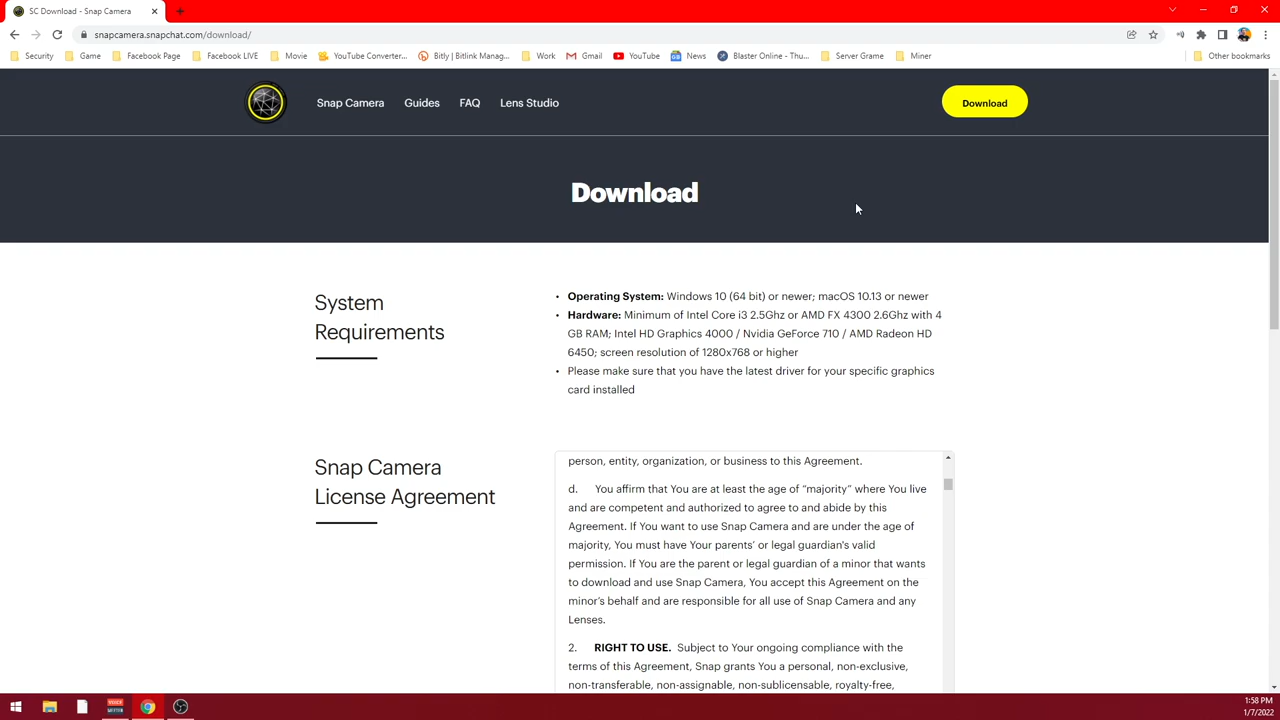 SC Download - Snap Camera
snapcamera.snapchat.com/download/
Security Game Facebook Page Facebook LIVE Movie YouTube Converter... Bitly | Bitlink Manag... Work Gmail YouTube News Blaster Online - Thu... Server Grame Miner Other bookmarks
Snap Camera Guides FAQ Lens Studio Download
Download
System
Requirements
• Operating System: Windows 10 (64 bit) or newer; macOS 10.13 or newer
• Hardware: Minimum of Intel Core i3 2.5Ghz or AMD FX 4300 2.6Ghz with 4
GB RAM; Intel HD Graphics 4000 / Nvidia GeForce 710 / AMD Radeon HD
6450; screen resolution of 1280x768 or higher
• Please make sure that you have the latest driver for your specific graphics
card installed
Snap Camera
License Agreement
person, entity, organization, or business to this Agreement.
d. You affirm that You are at least the age of “majority” where You live
and are competent and authorized to agree to and abide by this
Agreement. If You want to use Snap Camera and are under the age of
majority, You must have Your parents’ or legal guardian's valid
permission. If You are the parent or legal guardian of a minor that wants
to download and use Snap Camera, You accept this Agreement on the
minor’s behalf and are responsible for all use of Snap Camera and any
Lenses.
2. RIGHT TO USE. Subject to Your ongoing compliance with the
terms of this Agreement, Snap grants You a personal, non-exclusive,
non-transferable, non-assignable, non-sublicensable, royalty-free,
VOICE
MEETER
1:58 PM
1/7/2022